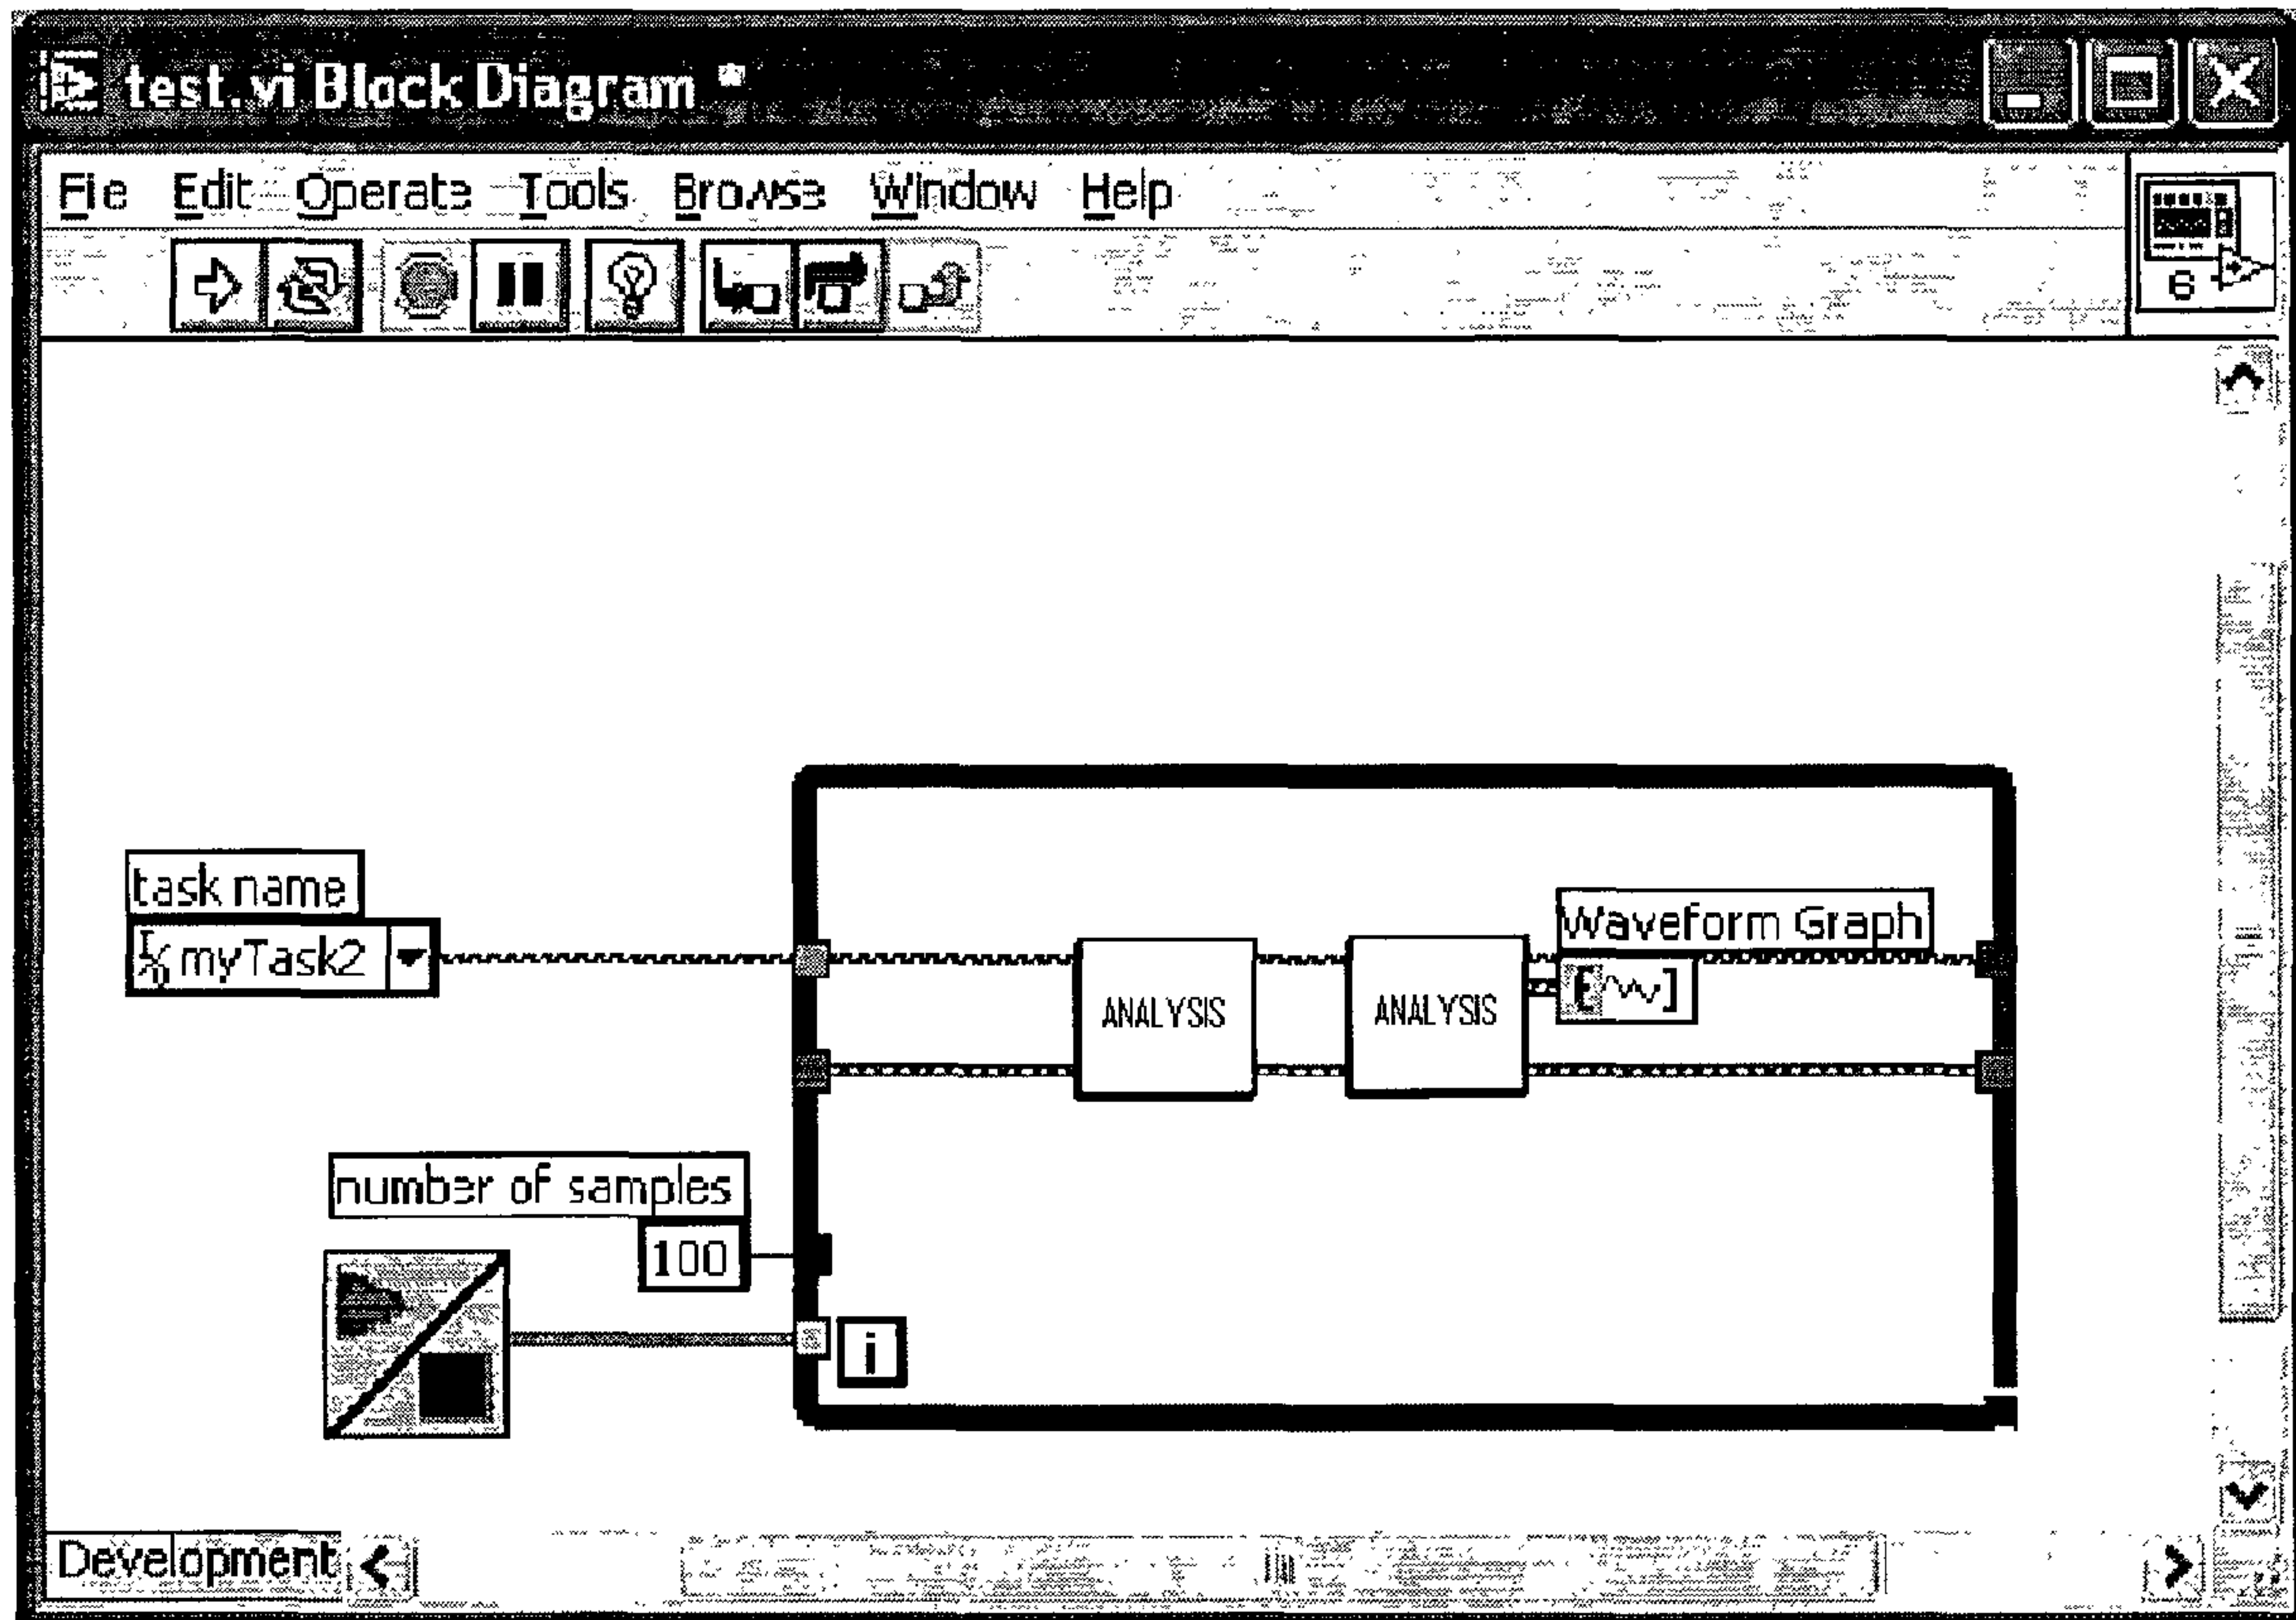 test.vi Block Diagram *
File Edit Operate Tools Browse Window Help
6
task name
I/O myTask2
Waveform Graph
ANALYSIS ANALYSIS
number of samples
100
i
Development